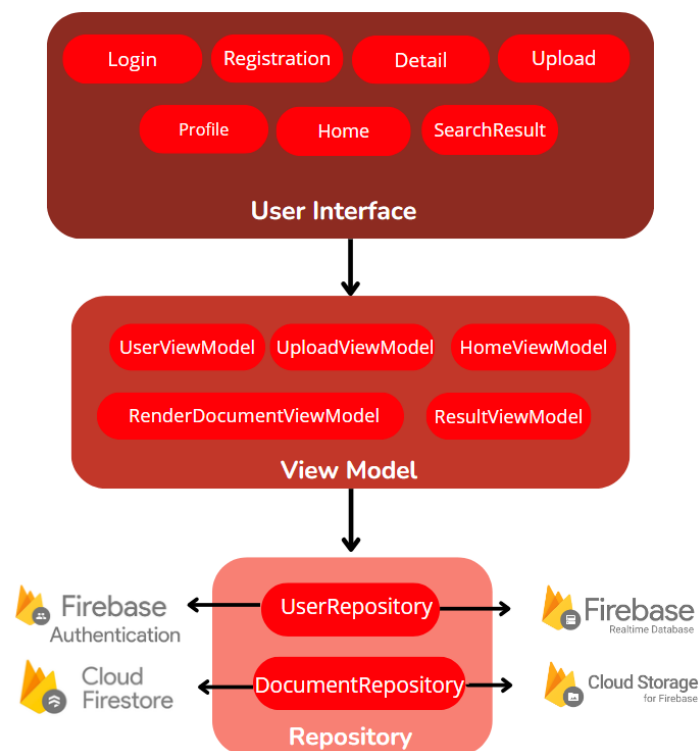 Login
Registration
Detail
Upload
Profile
Home
SearchResult
User Interface
UserViewModel
UploadViewModel
HomeViewModel
RenderDocumentViewModel
ResultViewModel
View Model
Firebase
Authentication
UserRepository
Firebase
Realtime Database
Cloud
Firestore
DocumentRepository
Cloud Storage
for Firebase
Repository